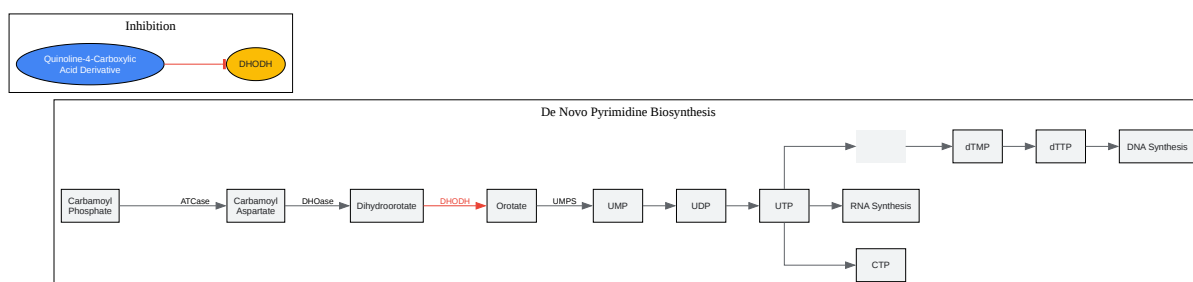 Inhibition
Quinoline-4-Carboxylic
Acid Derivative
DHODH
De Novo Pyrimidine Biosynthesis
dTMP
dTTP
DNA Synthesis
Carbamoyl
Phosphate
ATCase
Carbamoyl
Aspartate
DHOase
Dihydroorotate
DHODH
Orotate
UMPS
UMP
UDP
UTP
RNA Synthesis
CTP